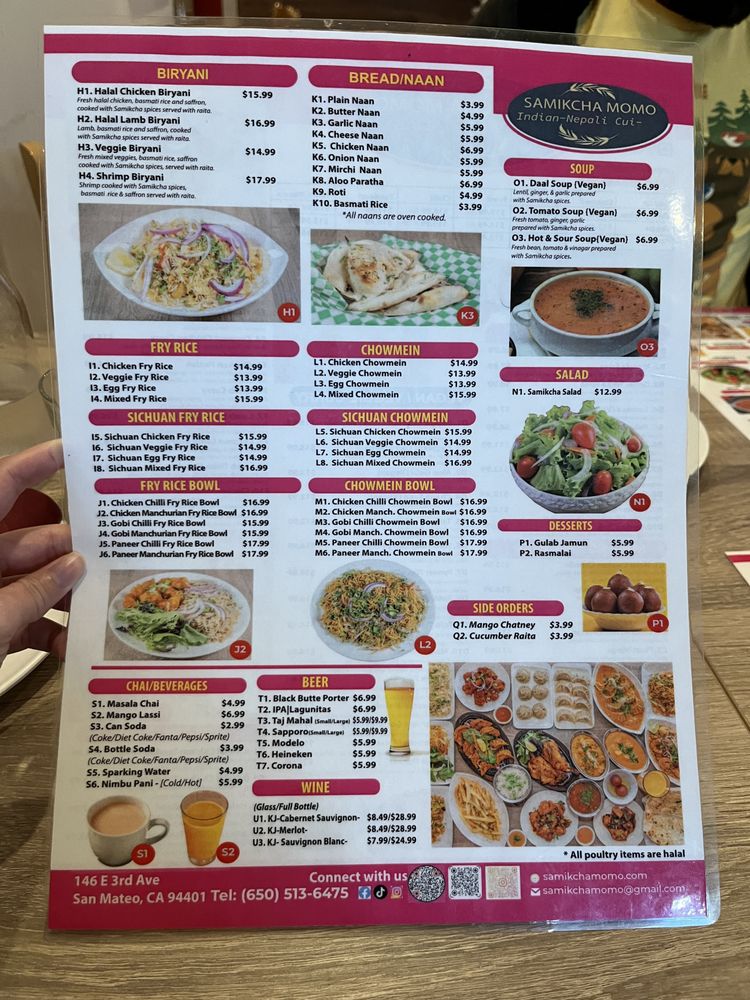 BIRYANI
H1. Halal Chicken Biryani $15.99
Fresh halal chicken, basmati rice and saffron,
cooked with Samikcha spices served with raita.
H2. Halal Lamb Biryani $16.99
Lamb, basmati rice and saffron, cooked
with Samikcha spices served with raita.
H3. Veggie Biryani $14.99
Fresh mixed veggies, basmati rice, saffron
cooked with Samikcha spices, served with raita.
H4. Shrimp Biryani $17.99
Shrimp cooked with Samikcha spices,
basmati rice & saffron served with raita.
H1
BREAD/NAAN
K1. Plain Naan $3.99
K2. Butter Naan $4.99
K3. Garlic Naan $5.99
K4. Cheese Naan $5.99
K5. Chicken Naan $6.99
K6. Onion Naan $5.99
K7. Mirchi Naan $5.99
K8. Aloo Paratha $6.99
K9. Roti $4.99
K10. Basmati Rice $3.99
*All naans are oven cooked.
K3
SAMIKCHA MOMO
Indian-Nepali Cui-
SOUP
O1. Daal Soup (Vegan) $6.99
Lentil, ginger, & garlic prepared
with Samikcha spices.
O2. Tomato Soup (Vegan) $6.99
Fresh tomato, ginger, garlic
prepared with Samikcha spices.
O3. Hot & Sour Soup(Vegan) $6.99
Fresh bean, tomato & vinagar prepared
with Samikcha spices.
O3
FRY RICE
I1. Chicken Fry Rice $14.99
I2. Veggie Fry Rice $13.99
I3. Egg Fry Rice $13.99
I4. Mixed Fry Rice $15.99
SICHUAN FRY RICE
I5. Sichuan Chicken Fry Rice $15.99
I6. Sichuan Veggie Fry Rice $14.99
I7. Sichuan Egg Fry Rice $14.99
I8. Sichuan Mixed Fry Rice $16.99
FRY RICE BOWL
J1. Chicken Chilli Fry Rice Bowl $16.99
J2. Chicken Manchurian Fry Rice Bowl $16.99
J3. Gobi Chilli Fry Rice Bowl $15.99
J4. Gobi Manchurian Fry Rice Bowl $15.99
J5. Paneer Chilli Fry Rice Bowl $17.99
J6. Paneer Manchurian Fry Rice Bowl $17.99
J2
CHOWMEIN
L1. Chicken Chowmein $14.99
L2. Veggie Chowmein $13.99
L3. Egg Chowmein $13.99
L4. Mixed Chowmein $15.99
SICHUAN CHOWMEIN
L5. Sichuan Chicken Chowmein $15.99
L6. Sichuan Veggie Chowmein $14.99
L7. Sichuan Egg Chowmein $14.99
L8. Sichuan Mixed Chowmein $16.99
CHOWMEIN BOWL
M1. Chicken Chilli Chowmein Bowl $16.99
M2. Chicken Manch. Chowmein Bowl $16.99
M3. Gobi Chilli Chowmein Bowl $16.99
M4. Gobi Manch. Chowmein Bowl $16.99
M5. Paneer Chilli Chowmein Bowl $17.99
M6. Paneer Manch. Chowmein Bowl $17.99
L2
SALAD
N1. Samikcha Salad $12.99
N1
DESSERTS
P1. Gulab Jamun $5.99
P2. Rasmalai $5.99
P1
SIDE ORDERS
Q1. Mango Chatney $3.99
Q2. Cucumber Raita $3.99
CHAI/BEVERAGES
S1. Masala Chai $4.99
S2. Mango Lassi $6.99
S3. Can Soda $2.99
(Coke/Diet Coke/Fanta/Pepsi/Sprite)
S4. Bottle Soda $3.99
(Coke/Diet Coke/Fanta/Pepsi/Sprite)
S5. Sparking Water $4.99
S6. Nimbu Pani - [Cold/Hot] $5.99
S1
S2
BEER
T1. Black Butte Porter $6.99
T2. IPA|Lagunitas $6.99
T3. Taj Mahal (Small/Large) $5.99/$9.99
T4. Sapporo(Small/Large) $5.99/$9.99
T5. Modelo $5.99
T6. Heineken $5.99
T7. Corona $5.99
WINE
(Glass/Full Bottle)
U1. KJ-Cabernet Sauvignon- $8.49/$28.99
U2. KJ-Merlot- $8.49/$28.99
U3. KJ- Sauvignon Blanc- $7.99/$24.99
* All poultry items are halal
146 E 3rd Ave
San Mateo, CA 94401 Tel: (650) 513-6475
Connect with us
samikchamomo.com
samikchamomo@gmail.com